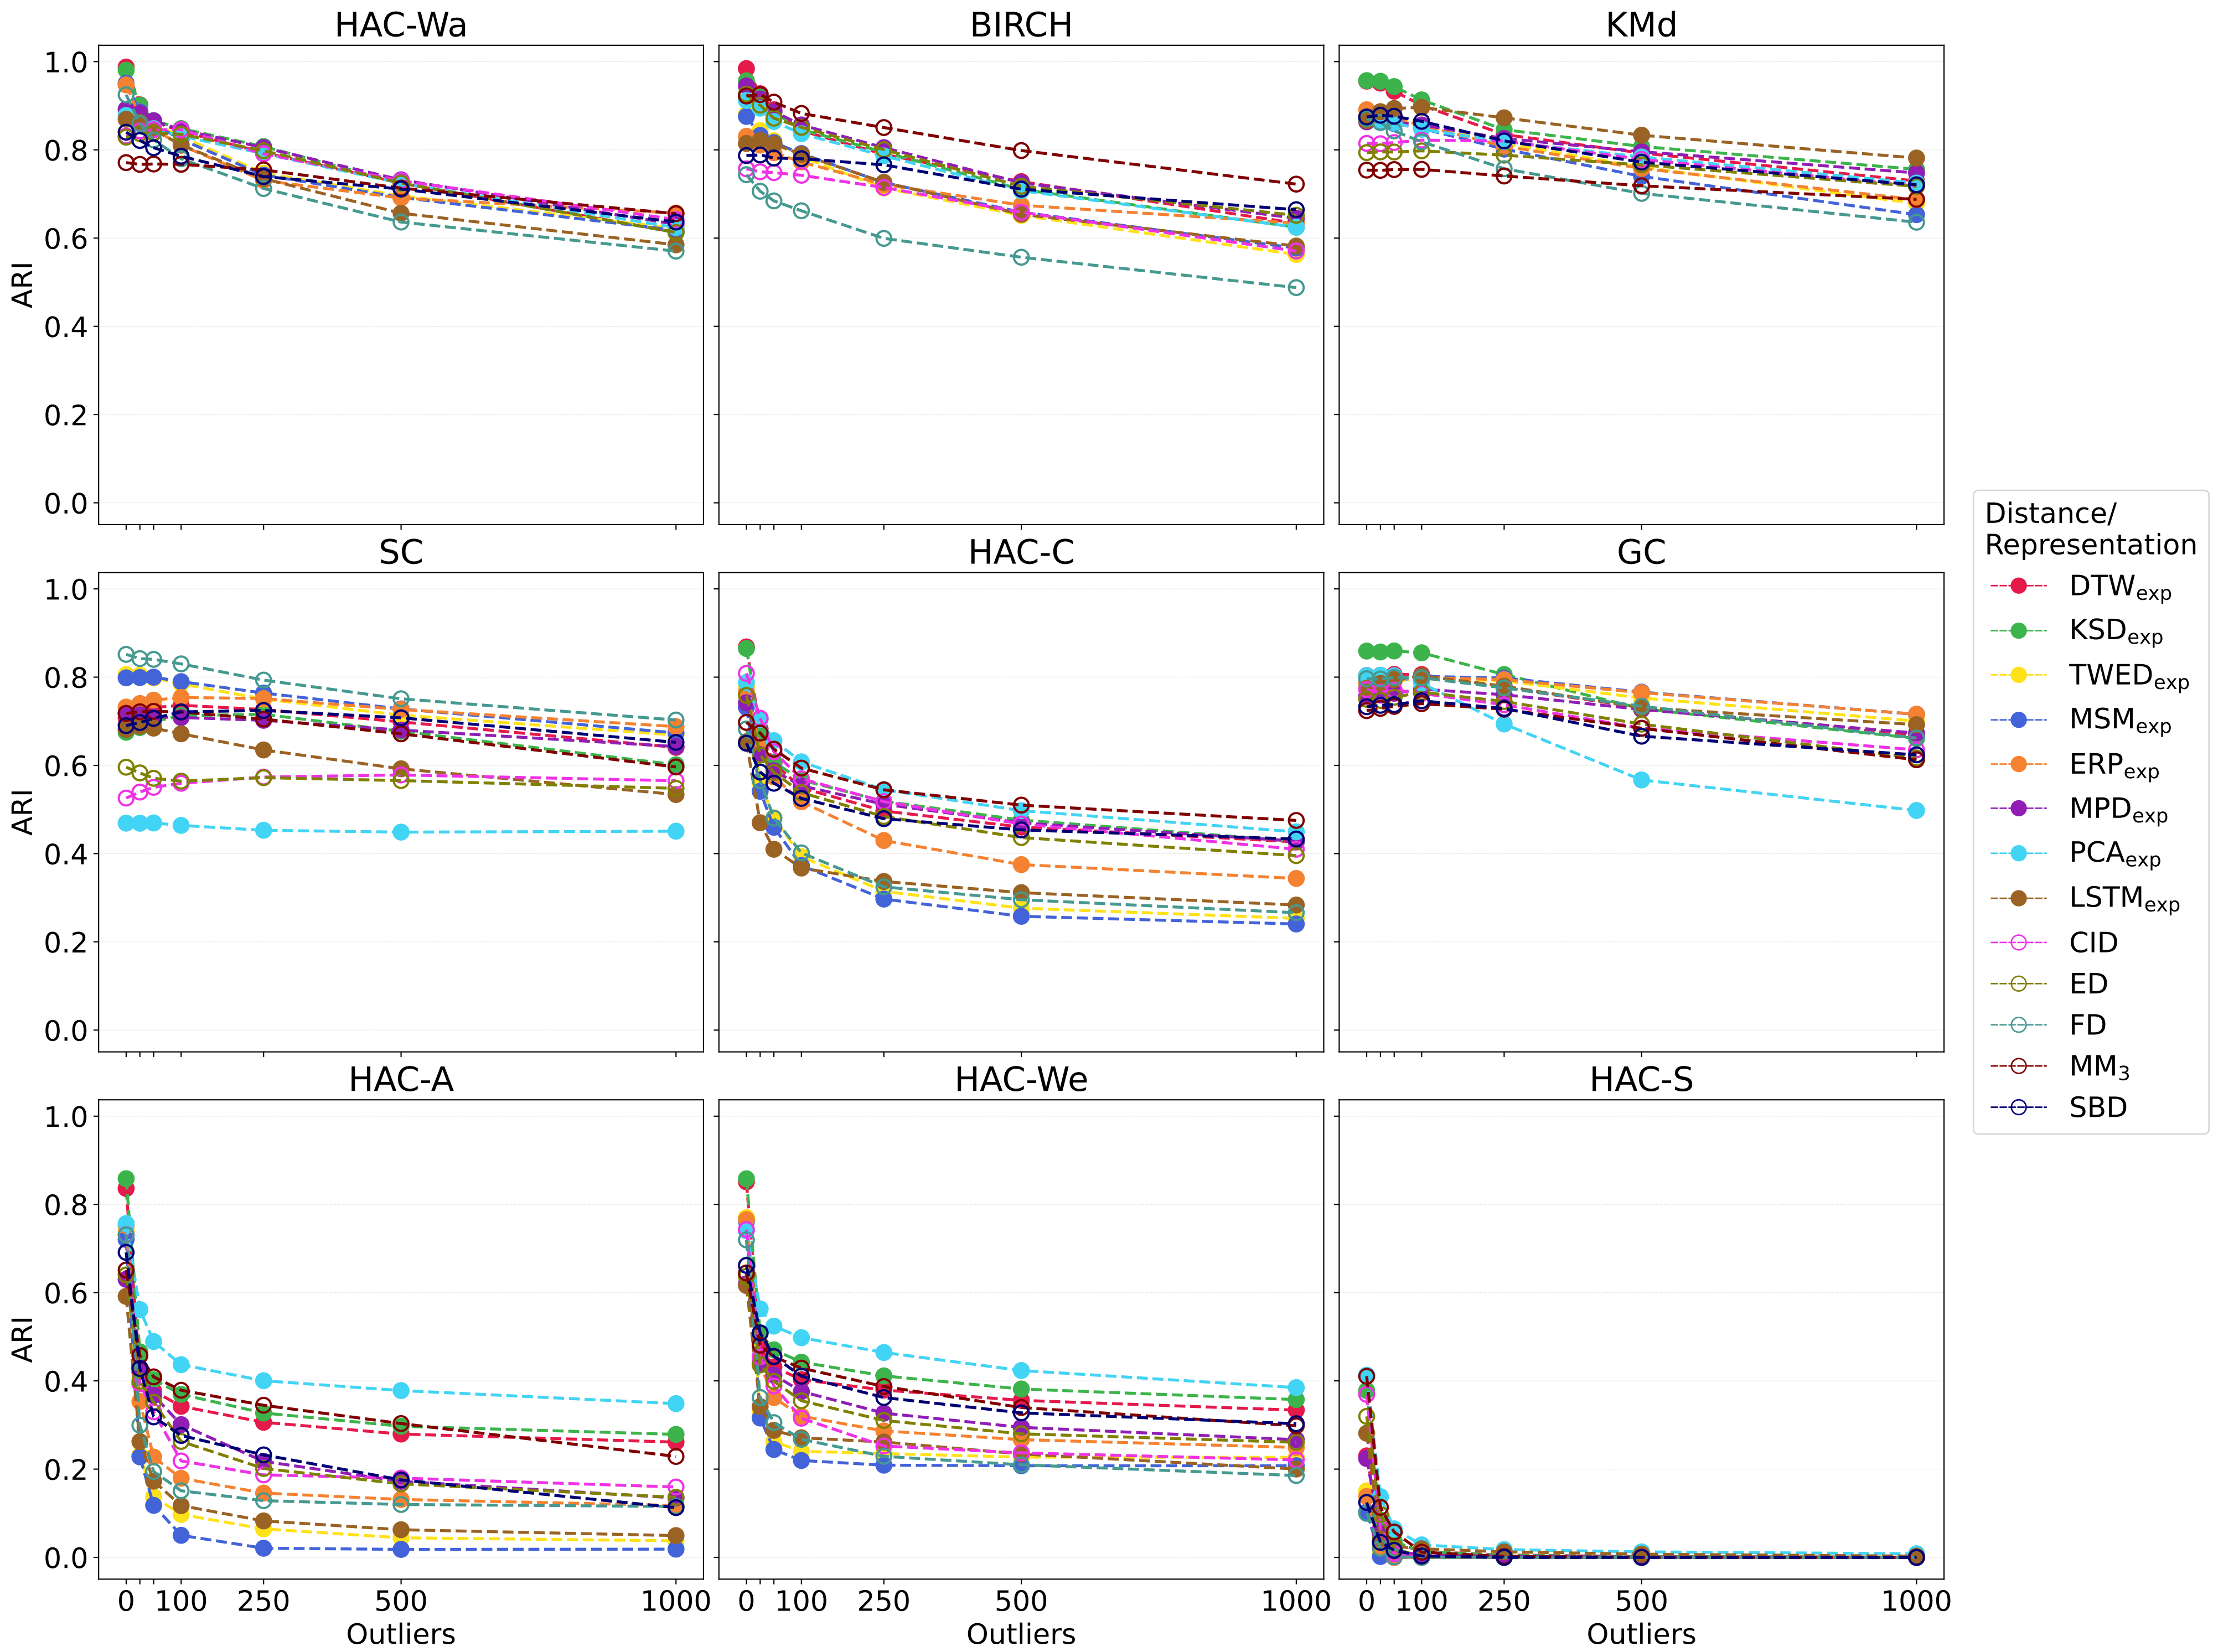 HAC-Wa
BIRCH
KMd
ARI
1.0
0.8
0.6
0.4
0.2
0.0
SC
HAC-C
GC
ARI
1.0
0.8
0.6
0.4
0.2
0.0
HAC-A
HAC-We
HAC-S
ARI
1.0
0.8
0.6
0.4
0.2
0.0
0 100 250 500 1000
0 100 250 500 1000
0 100 250 500 1000
Outliers
Outliers
Outliers
Distance/
Representation
DTWexp
KSDexp
TWEDexp
MSMexp
ERPexp
MPDexp
PCAexp
LSTMexp
CID
ED
FD
MM3
SBD